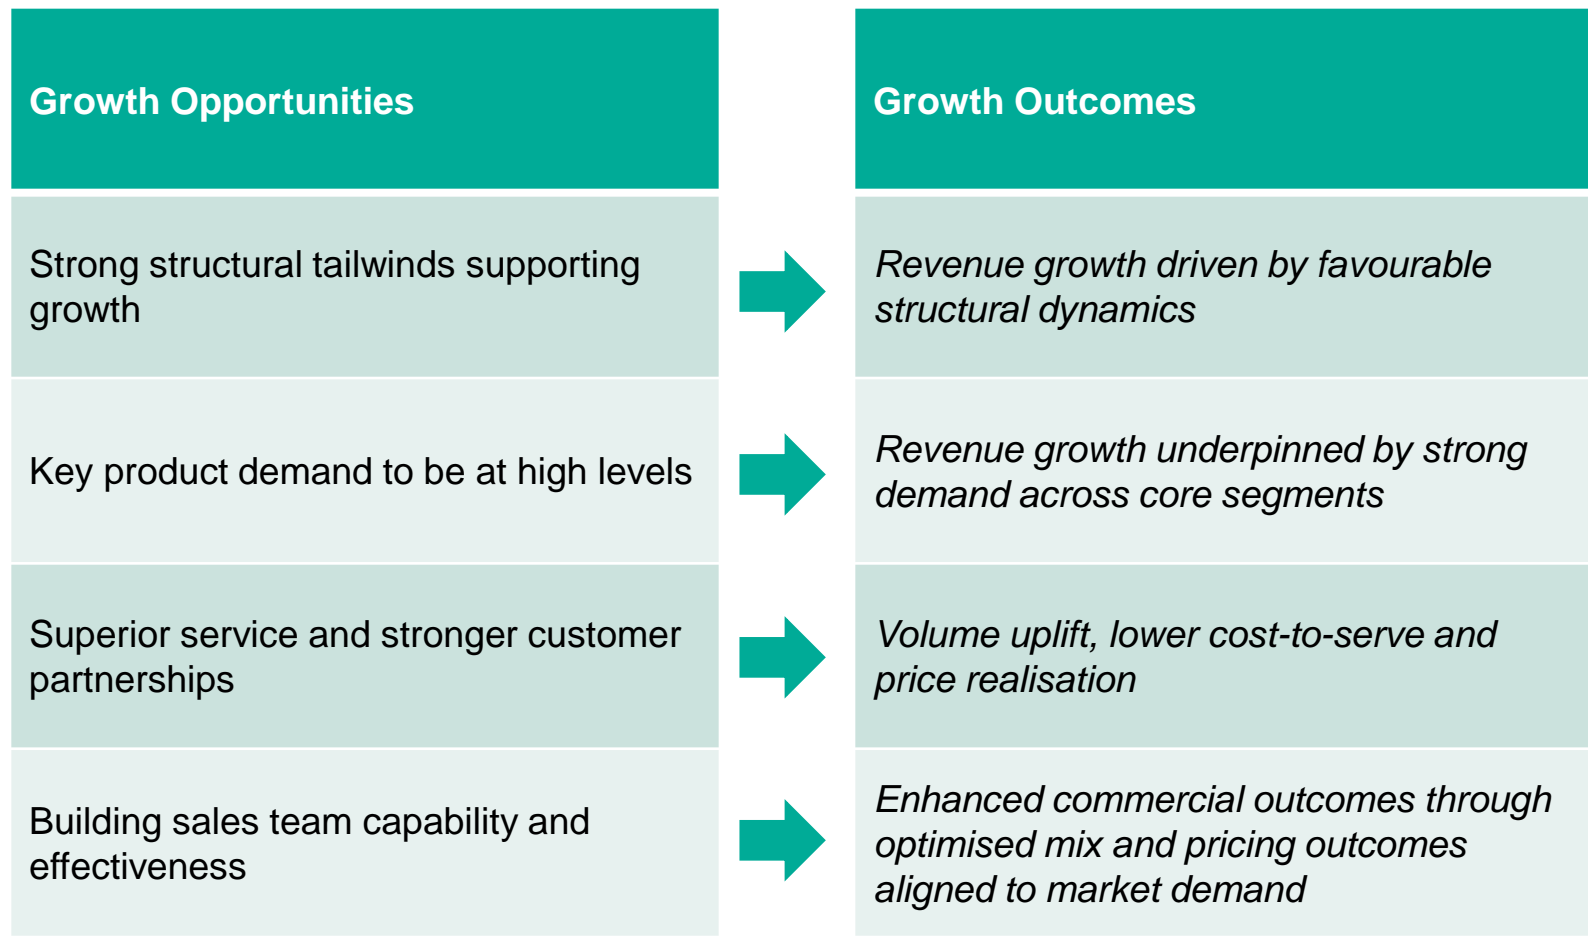 Growth Opportunities
Growth Outcomes
Strong structural tailwinds supporting
growth
Revenue growth driven by favourable
structural dynamics
Key product demand to be at high levels
Revenue growth underpinned by strong
demand across core segments
Superior service and stronger customer
partnerships
Volume uplift, lower cost-to-serve and
price realisation
Building sales team capability and
effectiveness
Enhanced commercial outcomes through
optimised mix and pricing outcomes
aligned to market demand